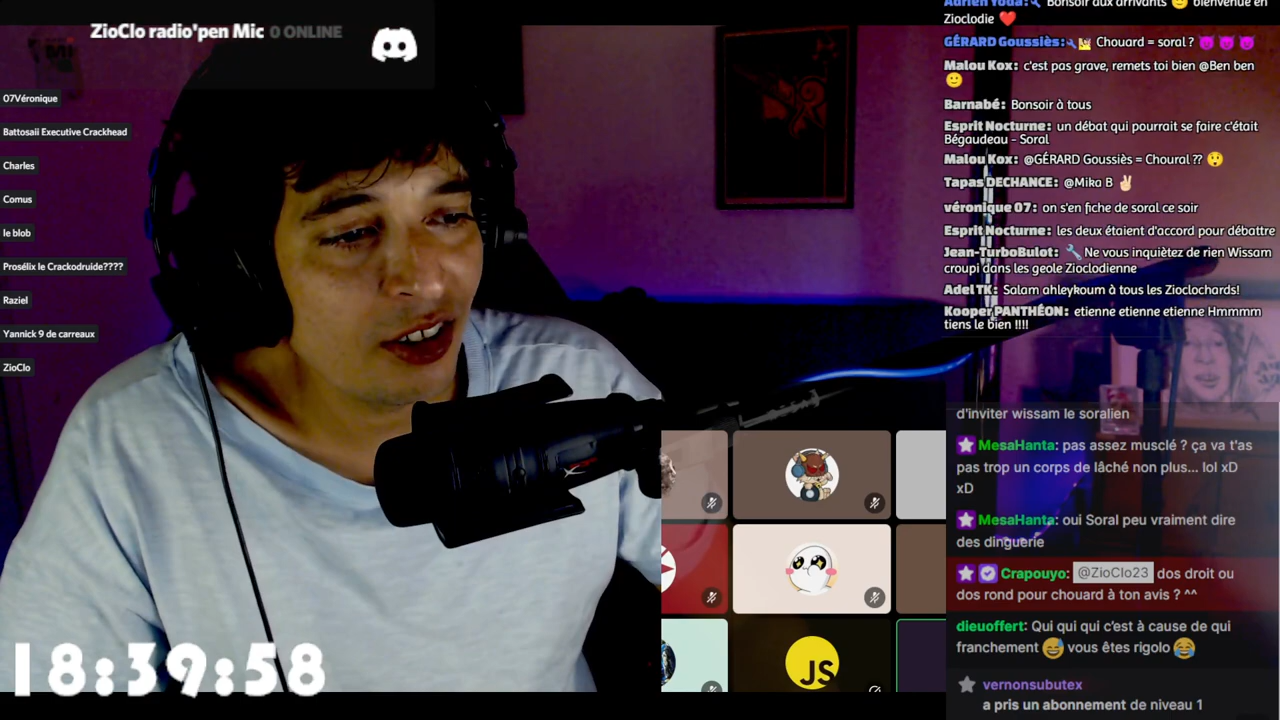 ZioClo radio'pen Mic 0 ONLINE
07Véronique
Battosaii Executive Crackhead
Charles
Comus
le blob
Prosélix le Crackodruide????
Raziel
Yannick 9 de carreaux
ZioClo
18:39:58
JS
Adrien Yoda: Bonsoir aux arrivants 🙂 bienvenue en
Zioclodie ❤️
GÉRARD Goussiès: Chouard = soral ? 😈 😈 😈
Malou Kox: c'est pas grave, remets toi bien @Ben ben
🙂
Barnabé: Bonsoir à tous
Esprit Nocturne: un débat qui pourrait se faire c'était
Bégaudeau - Soral
Malou Kox: @GÉRARD Goussiès = Choural ?? 😲
Tapas DECHANCE: @Mika B ✌🏻
véronique 07: on s'en fiche de soral ce soir
Esprit Nocturne: les deux étaient d'accord pour débattre
Jean-TurboBulot: 🔧 Ne vous inquiètez de rien Wissam
croupi dans les geole Zioclodienne
Adel TK: Salam ahleykoum à tous les Zioclochards!
Kooper PANTHÉON: etienne etienne etienne Hmmmm
tiens le bien !!!!
d'inviter wissam le soralien
MesaHanta: pas assez musclé ? ça va t'as
pas trop un corps de lâché non plus... lol xD
xD
MesaHanta: oui Soral peu vraiment dire
des dinguerie
Crapouyo: @ZioClo23 dos droit ou
dos rond pour chouard à ton avis ? ^^
dieuoffert: Qui qui qui c'est à cause de qui
franchement 😅 vous êtes rigolo 😂
vernonsubutex
a pris un abonnement de niveau 1